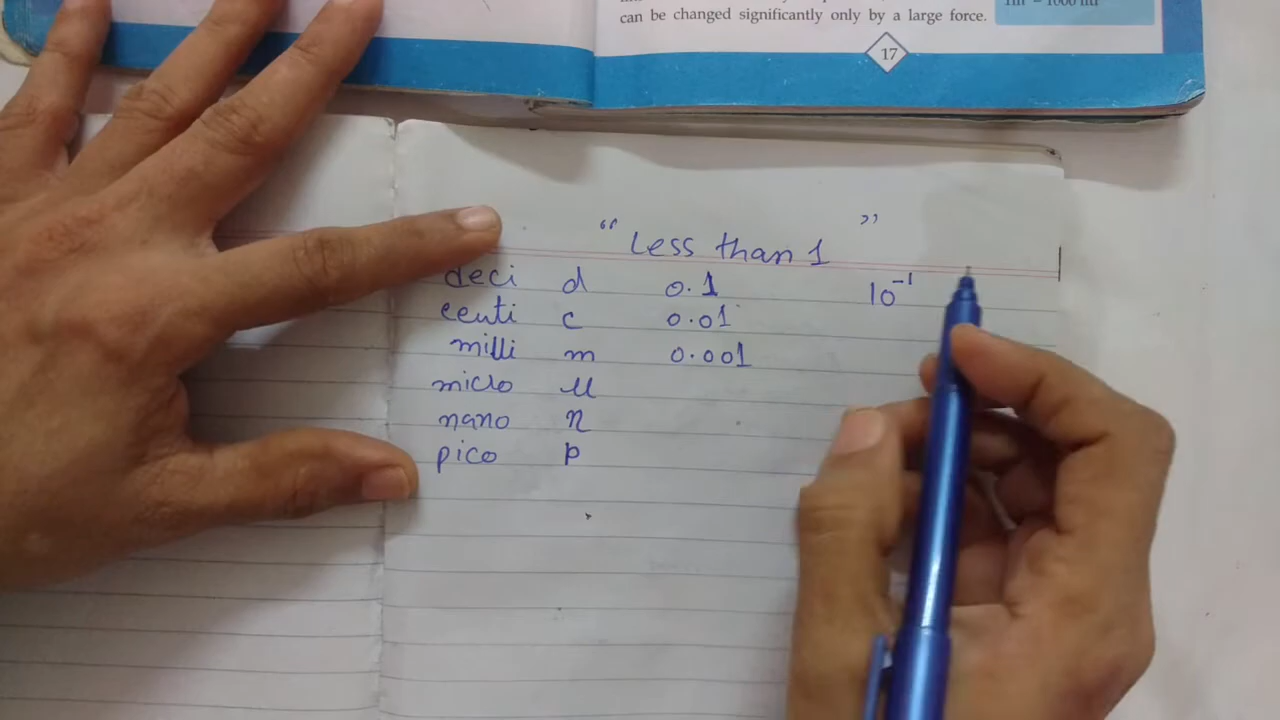 can be changed significantly only by a large force.
17
"Less than 1"
deci d 0.1 10⁻¹
centi c 0.01
milli m 0.001
micro μ
nano n
pico p